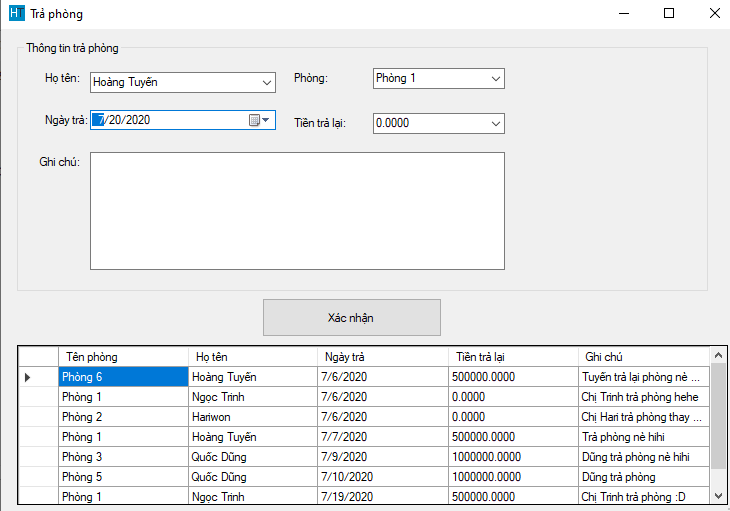 HT Trả phòng
Thông tin trả phòng
Họ tên: Hoàng Tuyến Phòng: Phòng 1
Ngày trả: 7/20/2020 Tiền trả lại: 0.0000
Ghi chú:
Xác nhận
Tên phòng Họ tên Ngày trả Tiền trả lại Ghi chú
Phòng 6 Hoàng Tuyến 7/6/2020 500000.0000 Tuyến trả lại phòng nè ...
Phòng 1 Ngọc Trinh 7/6/2020 0.0000 Chị Trinh trả phòng hehe
Phòng 2 Hariwon 7/6/2020 0.0000 Chị Hari trả phòng thay ...
Phòng 1 Hoàng Tuyến 7/7/2020 500000.0000 Trả phòng nè hihi
Phòng 3 Quốc Dũng 7/9/2020 1000000.0000 Dũng trả phòng nè hihi
Phòng 5 Quốc Dũng 7/10/2020 1000000.0000 Dũng trả phòng
Phòng 1 Ngọc Trinh 7/19/2020 500000.0000 Chị Trinh trả phòng :D